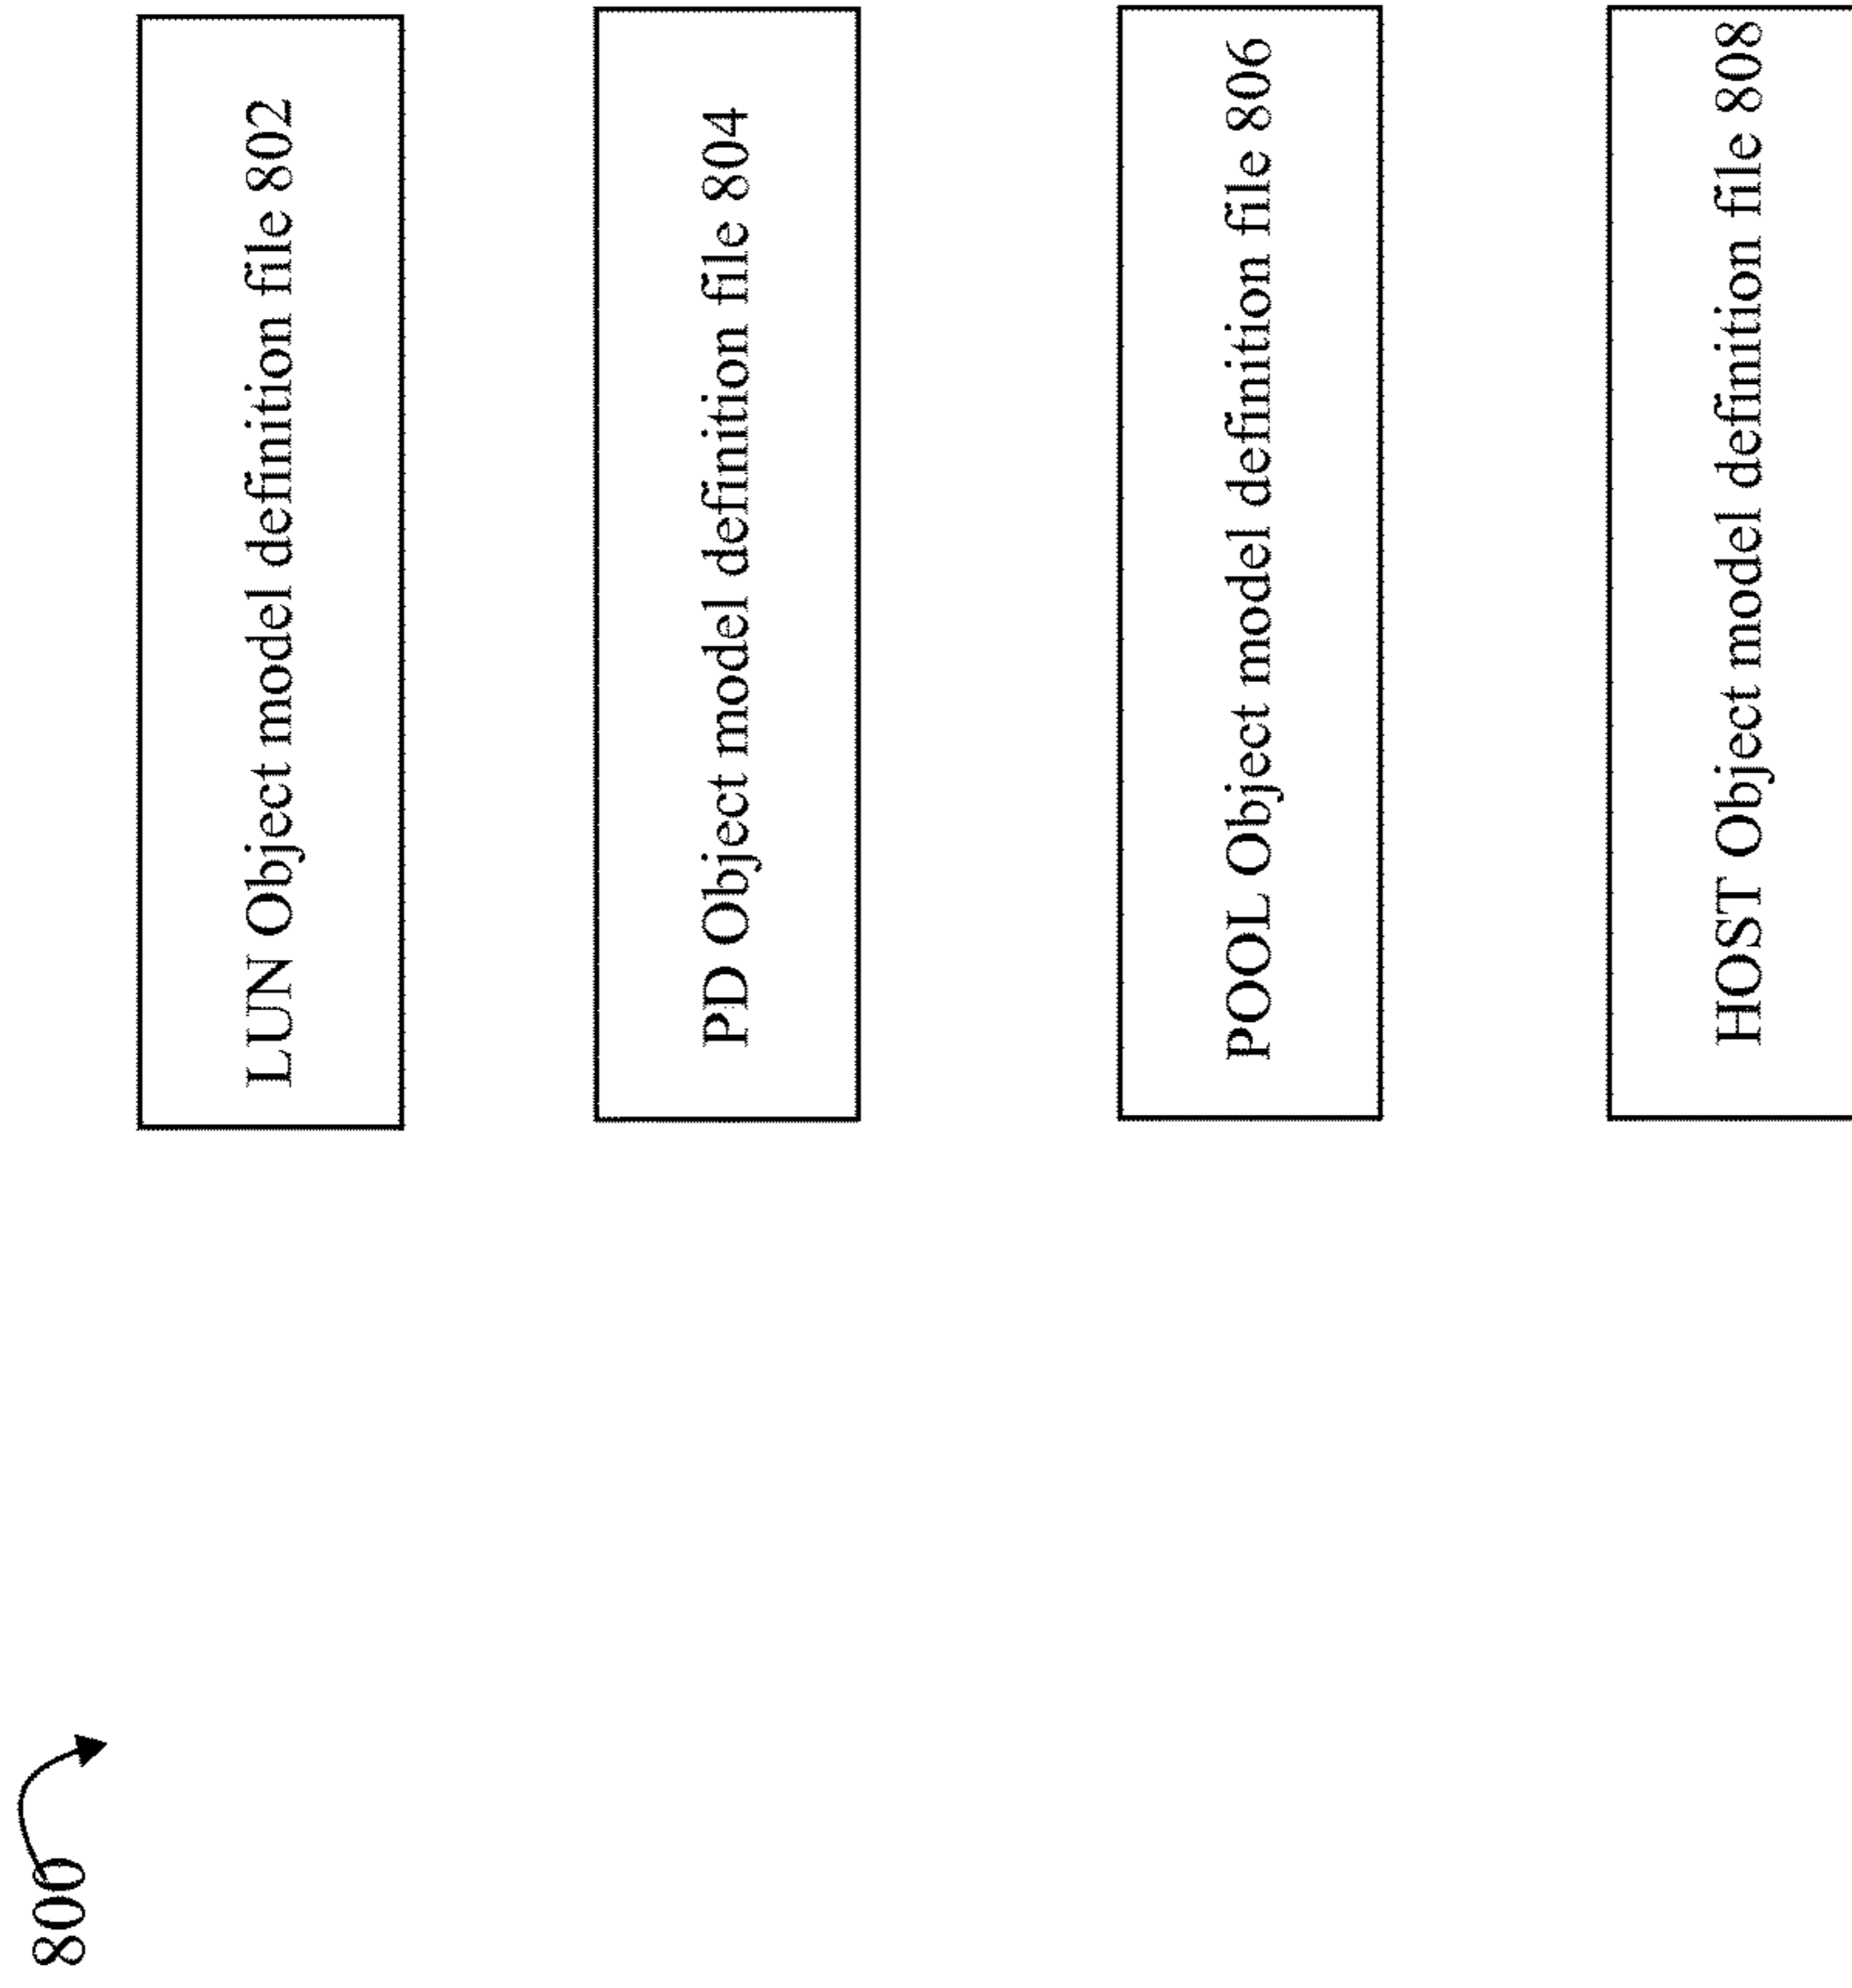 800
LUN Object model definition file 802
PD Object model definition file 804
POOL Object model definition file 806
HOST Object model definition file 808